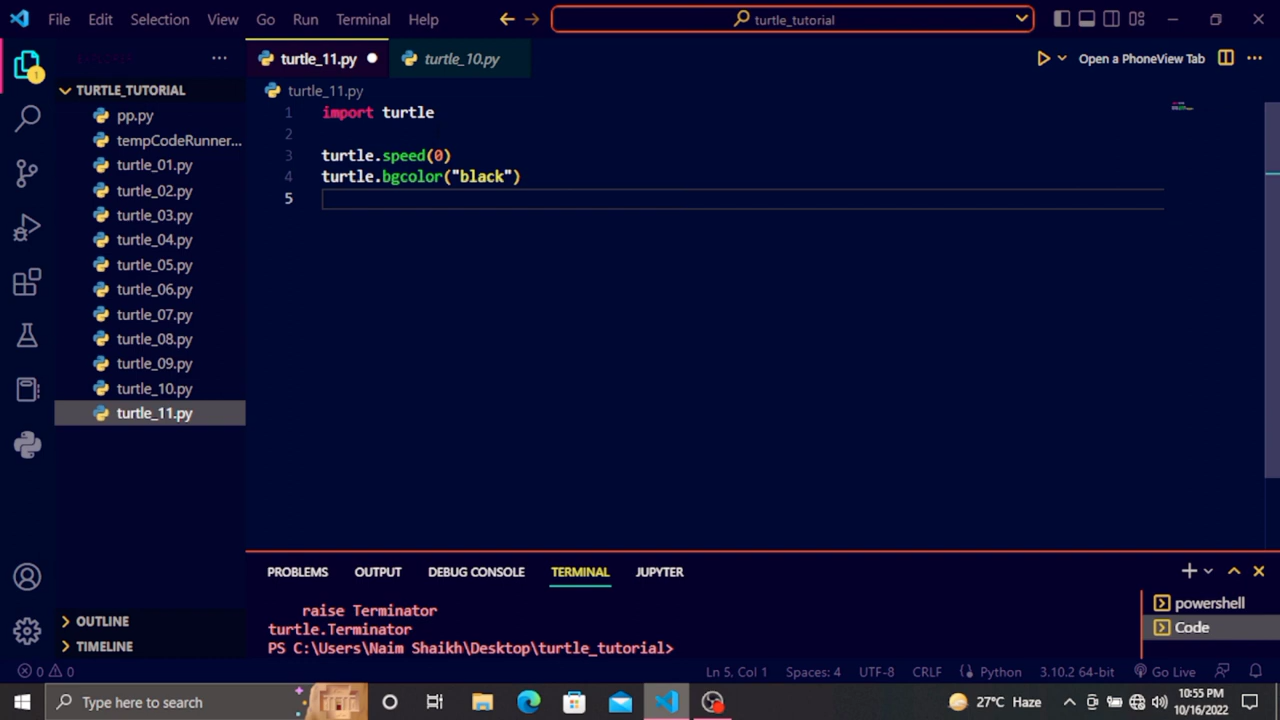 File Edit Selection View Go Run Terminal Help
turtle_tutorial
1
turtle_11.py
turtle_10.py
Open a PhoneView Tab
TURTLE_TUTORIAL
pp.py
tempCodeRunner...
turtle_01.py
turtle_02.py
turtle_03.py
turtle_04.py
turtle_05.py
turtle_06.py
turtle_07.py
turtle_08.py
turtle_09.py
turtle_10.py
turtle_11.py
OUTLINE
TIMELINE
turtle_11.py
1 import turtle
2
3 turtle.speed(0)
4 turtle.bgcolor("black")
5
PROBLEMS OUTPUT DEBUG CONSOLE TERMINAL JUPYTER
raise Terminator
turtle.Terminator
PS C:\Users\Naim Shaikh\Desktop\turtle_tutorial>
powershell
Code
0 0 Ln 5, Col 1 Spaces: 4 UTF-8 CRLF Python 3.10.2 64-bit Go Live
Type here to search
27°C Haze
10:55 PM
10/16/2022